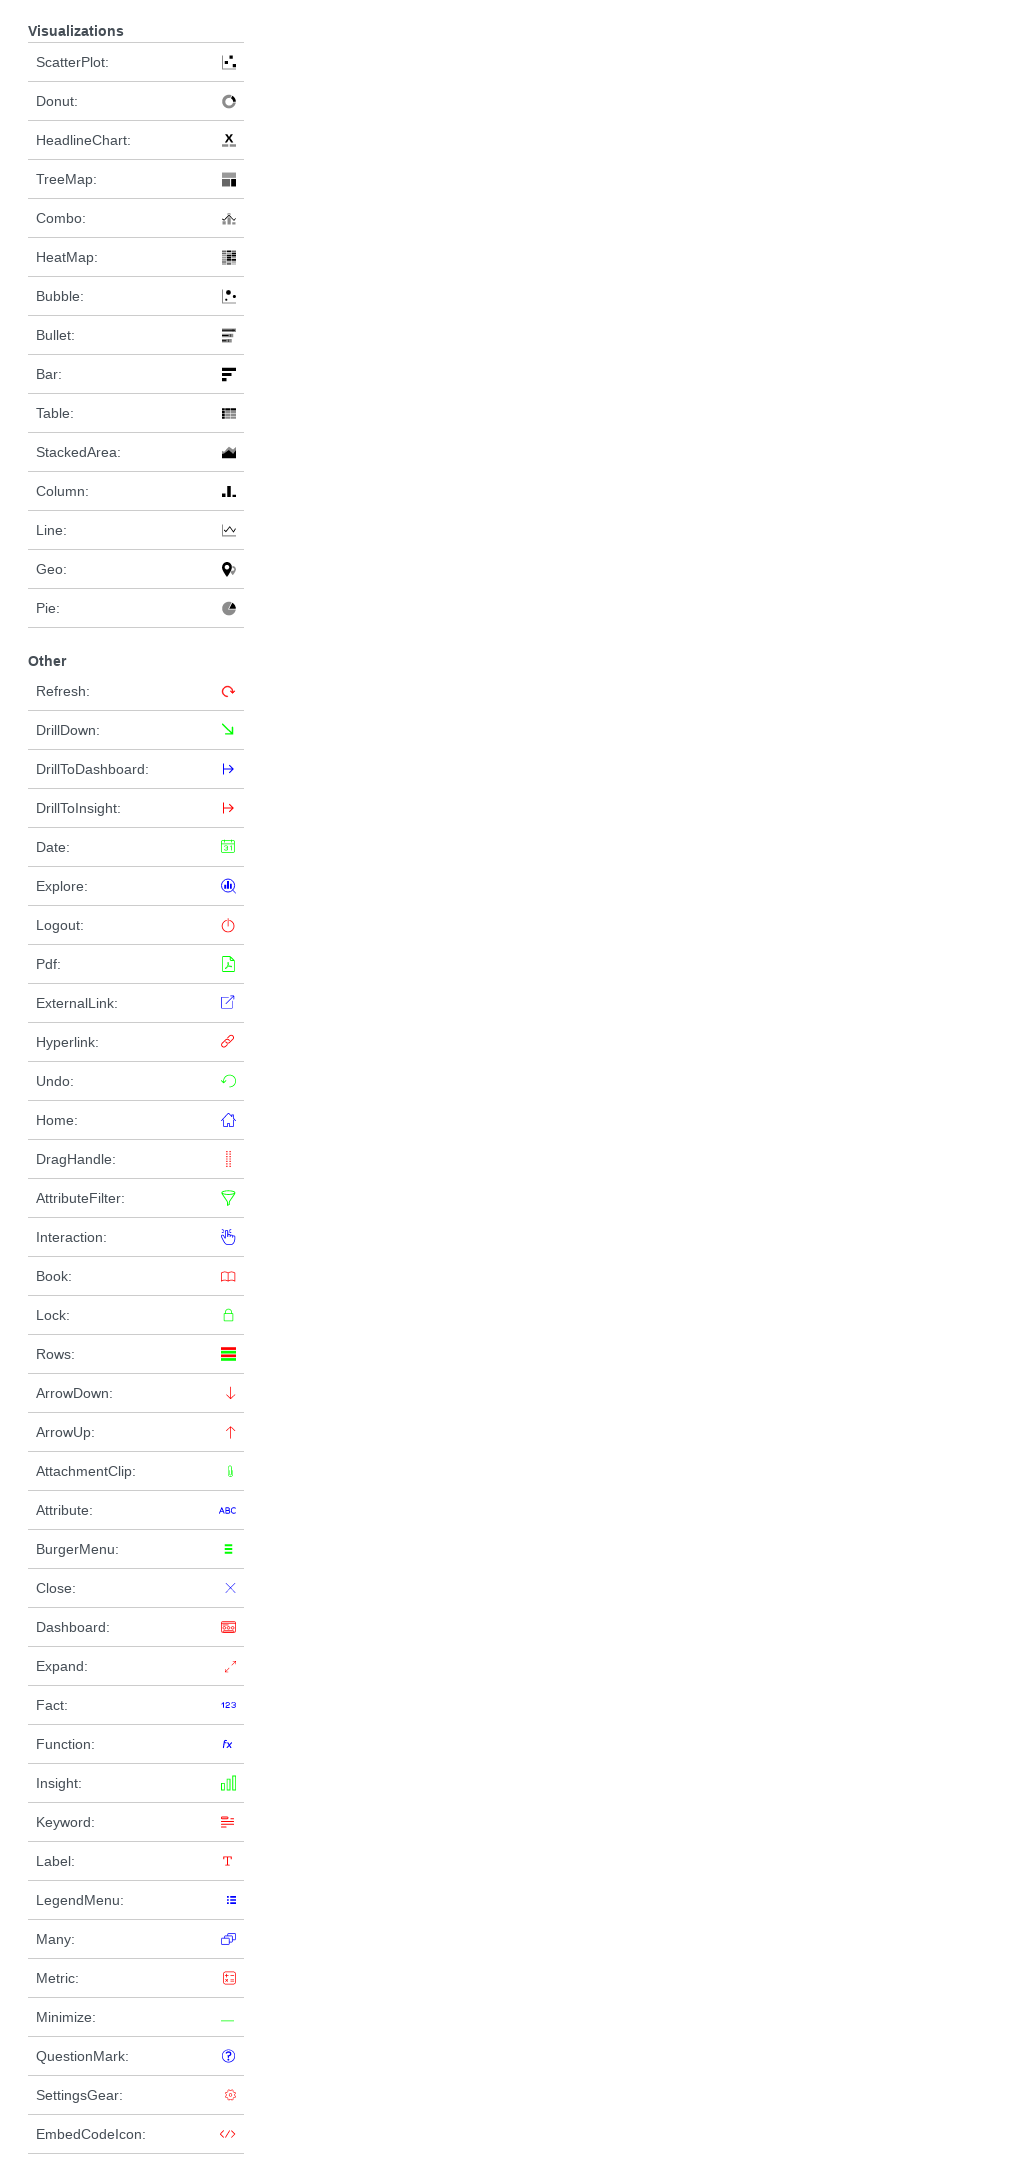 Visualizations
ScatterPlot:
Donut:
HeadlineChart:
X
TreeMap:
Combo:
HeatMap:
Bubble:
Bullet:
Bar:
Table:
StackedArea:
Column:
Line:
Geo:
Pie:
Other
Refresh:
DrillDown:
DrillToDashboard:
DrillToInsight:
Date: 31
Explore:
Logout:
Pdf:
ExternalLink:
Hyperlink:
Undo:
Home:
DragHandle:
AttributeFilter:
Interaction:
Book:
Lock:
Rows:
ArrowDown:
ArrowUp:
AttachmentClip:
Attribute: ABC
BurgerMenu:
Close:
Dashboard:
Expand:
Fact: 123
Function: fx
Insight:
Keyword:
Label: T
LegendMenu:
Many:
Metric:
Minimize:
QuestionMark: ?
SettingsGear:
EmbedCodeIcon: </>